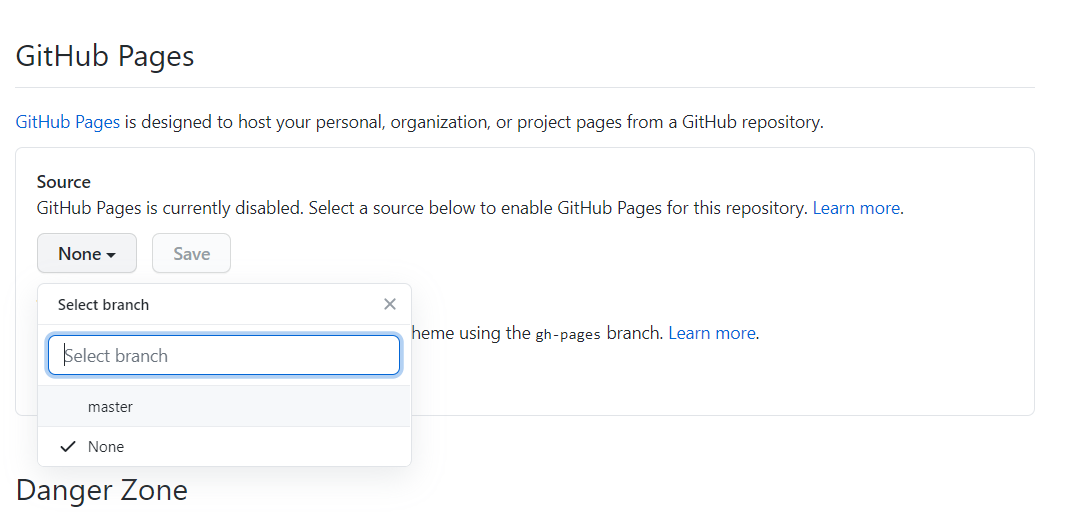 GitHub Pages
GitHub Pages is designed to host your personal, organization, or project pages from a GitHub repository.
Source
GitHub Pages is currently disabled. Select a source below to enable GitHub Pages for this repository. Learn more.
None
Save
Select branch
heme using the gh-pages branch. Learn more.
Select branch
master
None
Danger Zone